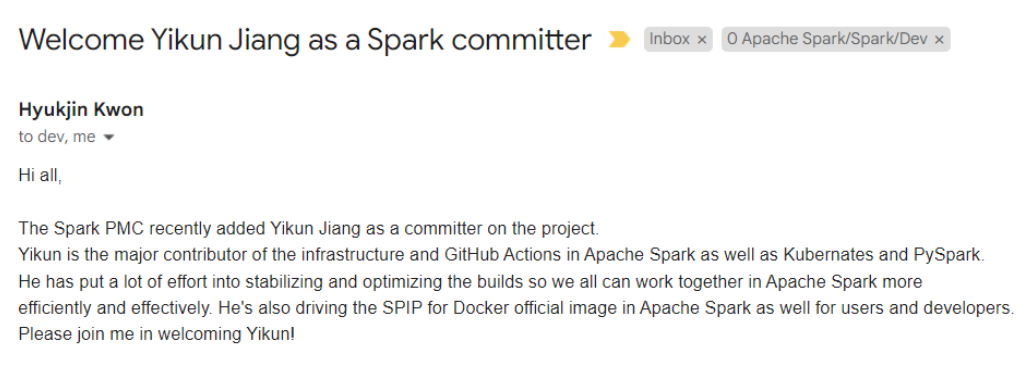 Welcome Yikun Jiang as a Spark committer Inbox × O Apache Spark/Spark/Dev ×
Hyukjin Kwon
to dev, me
Hi all,
The Spark PMC recently added Yikun Jiang as a committer on the project.
Yikun is the major contributor of the infrastructure and GitHub Actions in Apache Spark as well as Kubernates and PySpark.
He has put a lot of effort into stabilizing and optimizing the builds so we all can work together in Apache Spark more
efficiently and effectively. He's also driving the SPIP for Docker official image in Apache Spark as well for users and developers.
Please join me in welcoming Yikun!